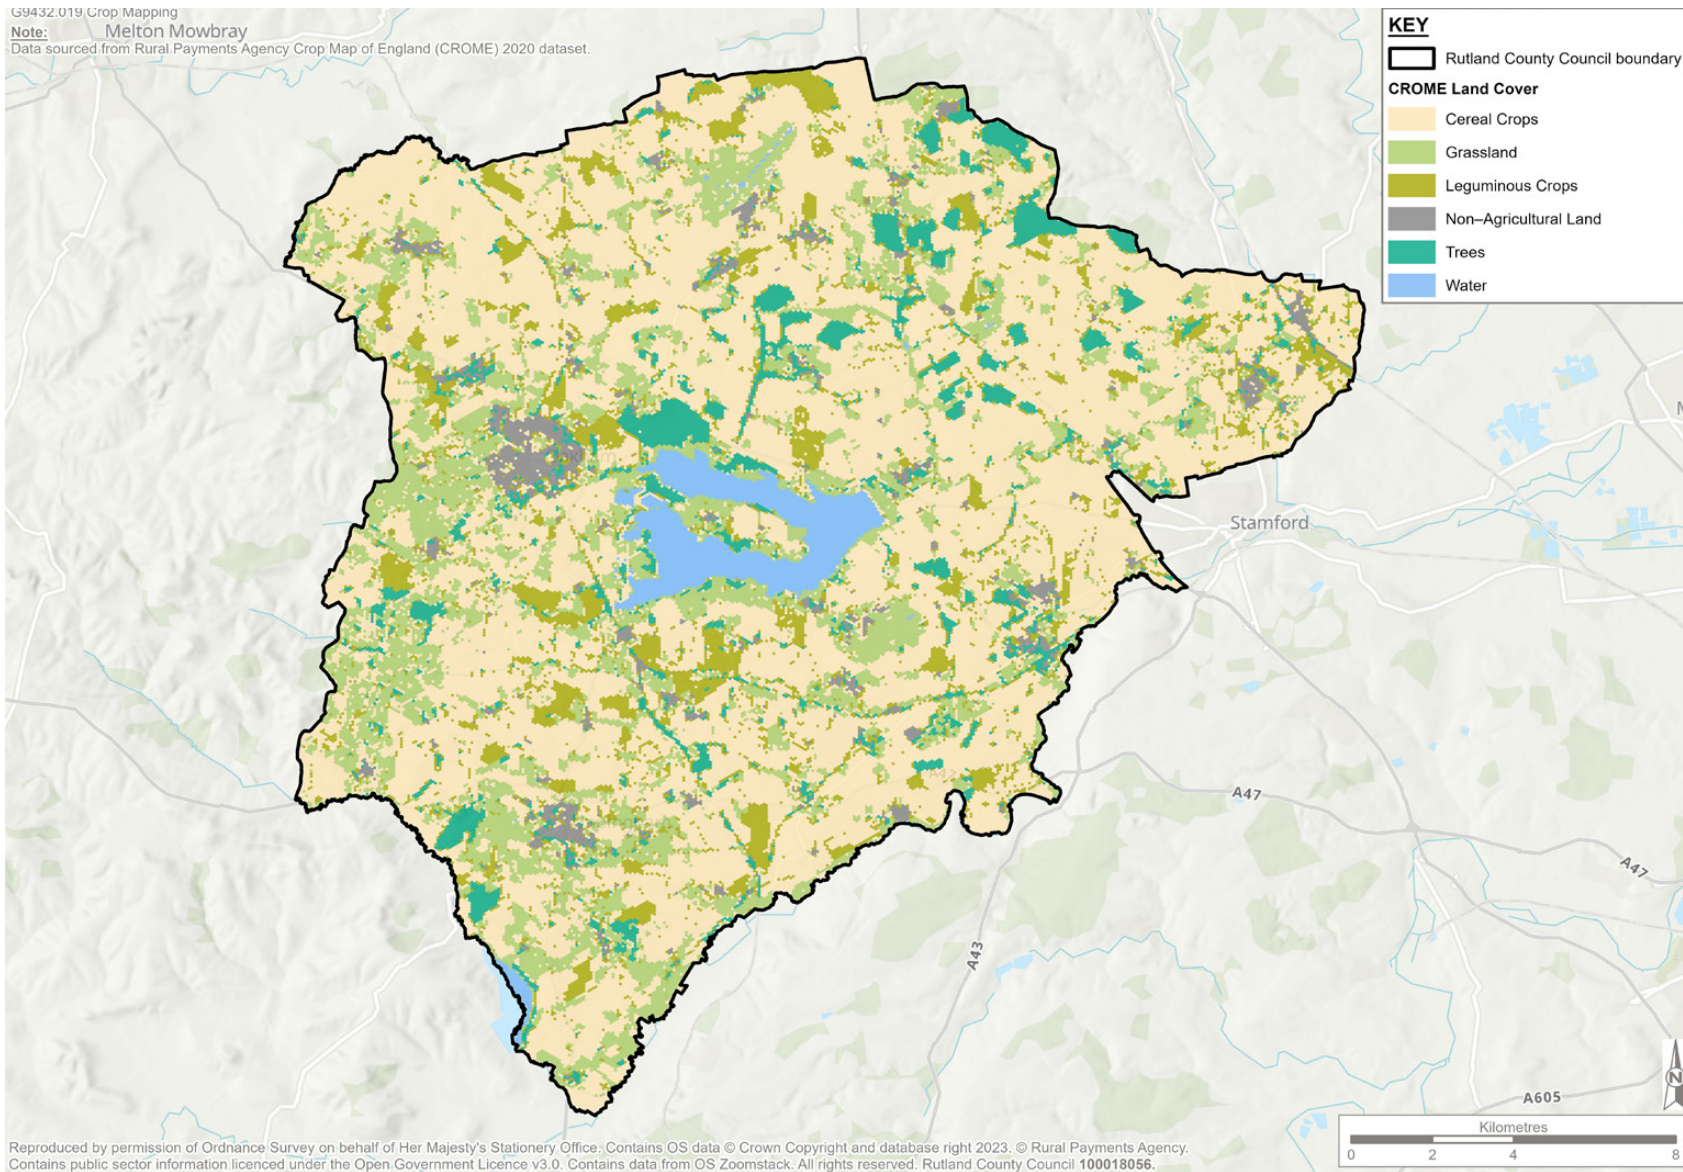 G9432.019 Crop Mapping
Note:
Melton Mowbray
Data sourced from Rural Payments Agency Crop Map of England (CROME) 2020 dataset.
KEY
Rutland County Council boundary
CROME Land Cover
Cereal Crops
Grassland
Leguminous Crops
Non–Agricultural Land
Trees
Water
Stamford
A47
A47
A43
A605
N
Kilometres
0 2 4 8
Reproduced by permission of Ordnance Survey on behalf of Her Majesty's Stationery Office. Contains OS data © Crown Copyright and database right 2023. © Rural Payments Agency.
Contains public sector information licenced under the Open Government Licence v3.0. Contains data from OS Zoomstack. All rights reserved. Rutland County Council 100018056.